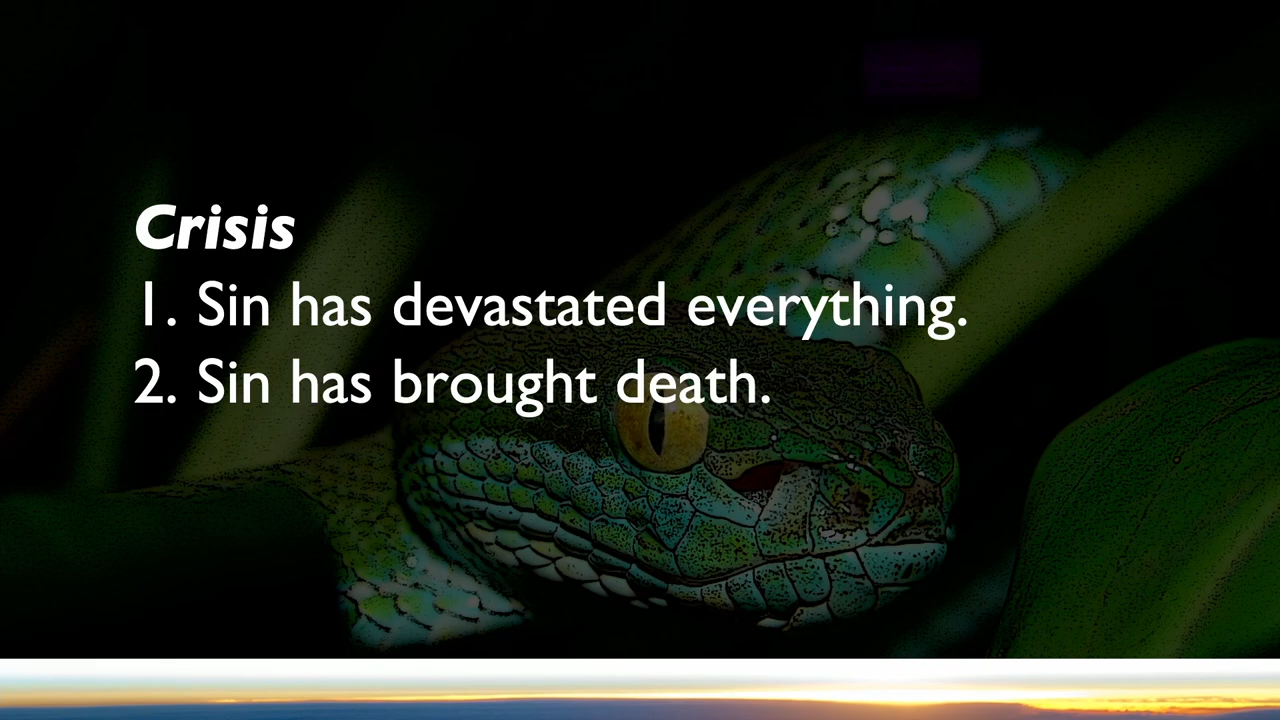 Crisis
1. Sin has devastated everything.
2. Sin has brought death.